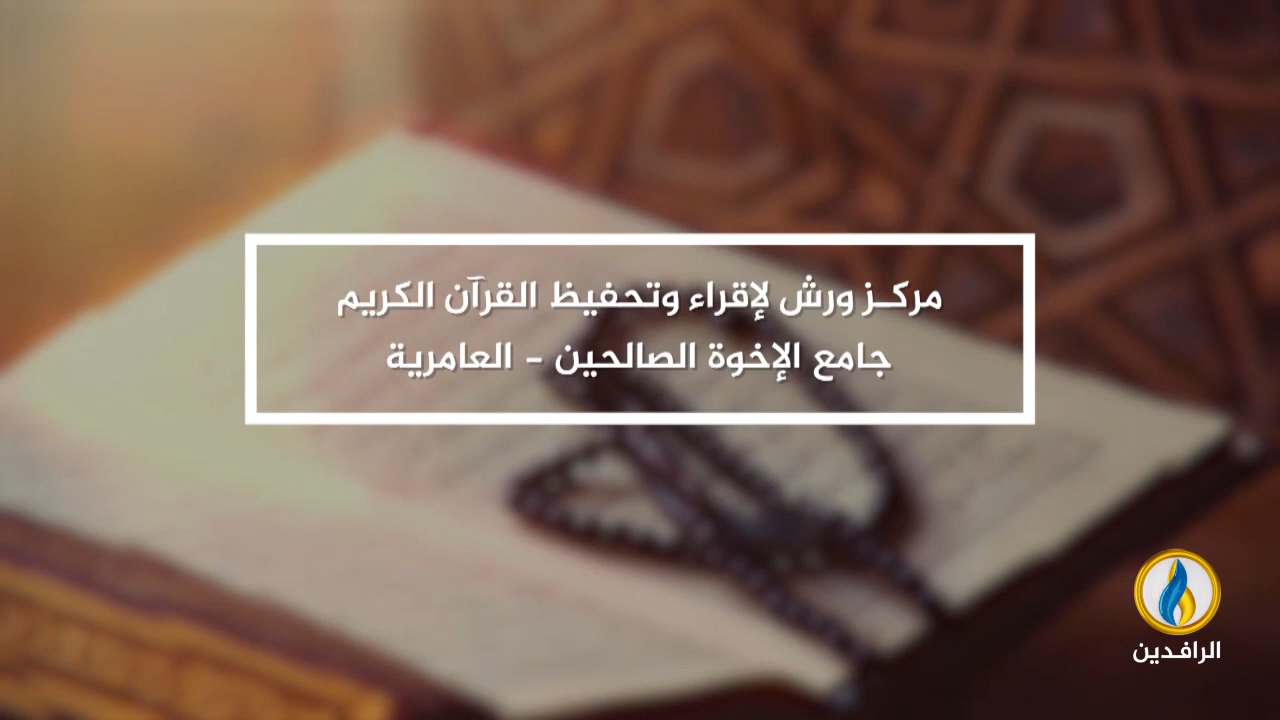 مركـز ورش لإقراء وتحفيظ القرآن الكريم
جامع الإخوة الصالحين - العامرية
الرافـدين